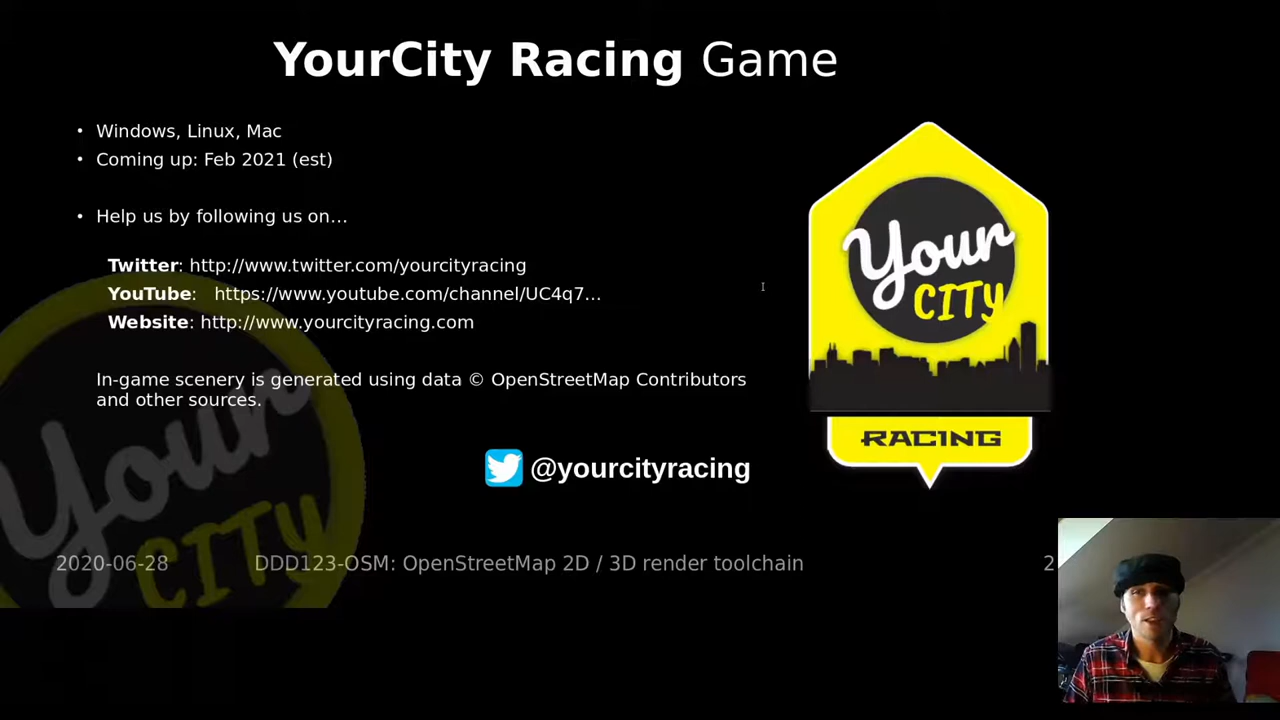 YourCity Racing Game
• Windows, Linux, Mac
• Coming up: Feb 2021 (est)
• Help us by following us on...
Twitter: http://www.twitter.com/yourcityracing
YouTube: https://www.youtube.com/channel/UC4q7...
Website: http://www.yourcityracing.com
In-game scenery is generated using data © OpenStreetMap Contributors
and other sources.
@yourcityracing
Your
CITY
RACING
Your
CITY
2020-06-28
DDD123-OSM: OpenStreetMap 2D / 3D render toolchain
2